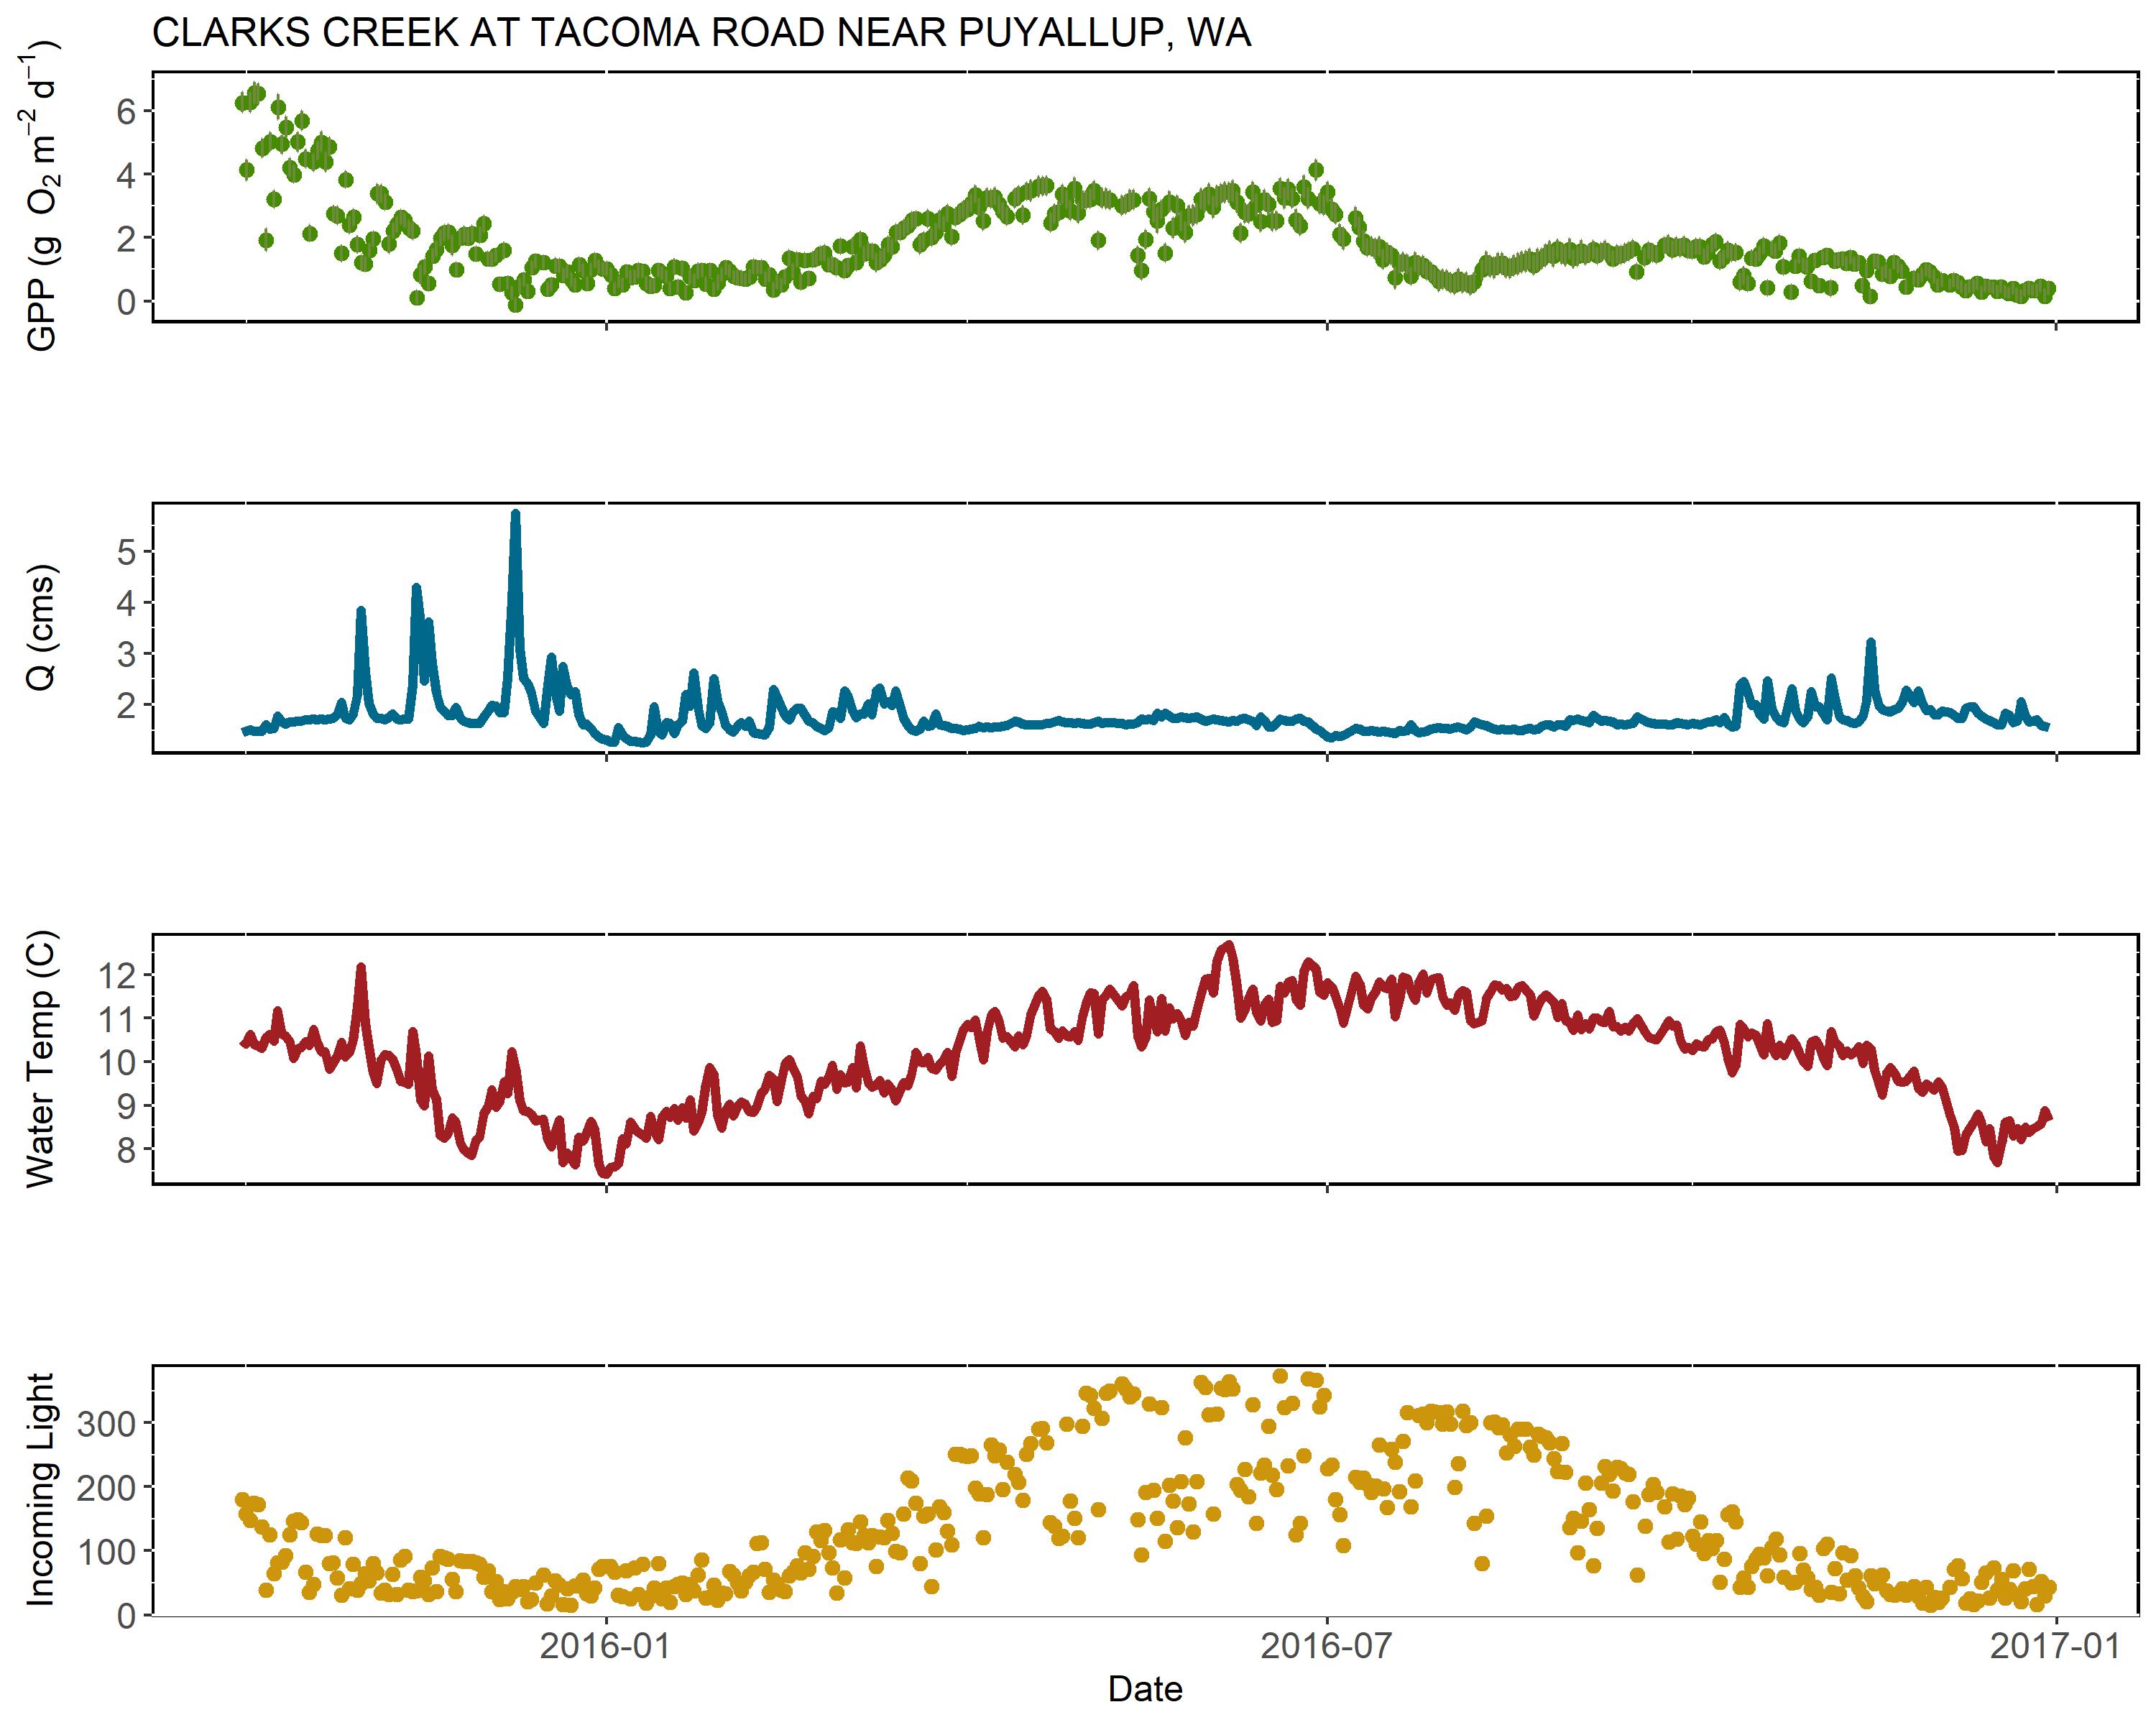 CLARKS CREEK AT TACOMA ROAD NEAR PUYALLUP, WA
GPP (g O₂ m⁻² d⁻¹)
6
4
2
0
Q (cms)
5
4
3
2
Water Temp (C)
12
11
10
9
8
Incoming Light
300
200
100
0
2016-01 2016-07 2017-01
Date